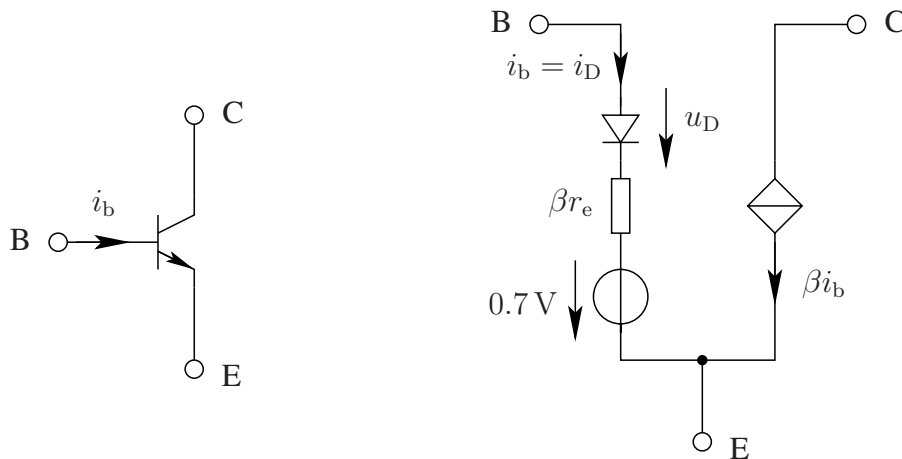 C
B
i_b
E
B
C
i_b = i_D
u_D
βr_e
0.7 V
βi_b
E